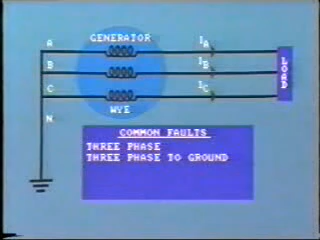 GENERATOR
A
IA
B
IB
C
IC
LOAD
WYE
N
COMMON FAULTS
THREE PHASE
THREE PHASE TO GROUND